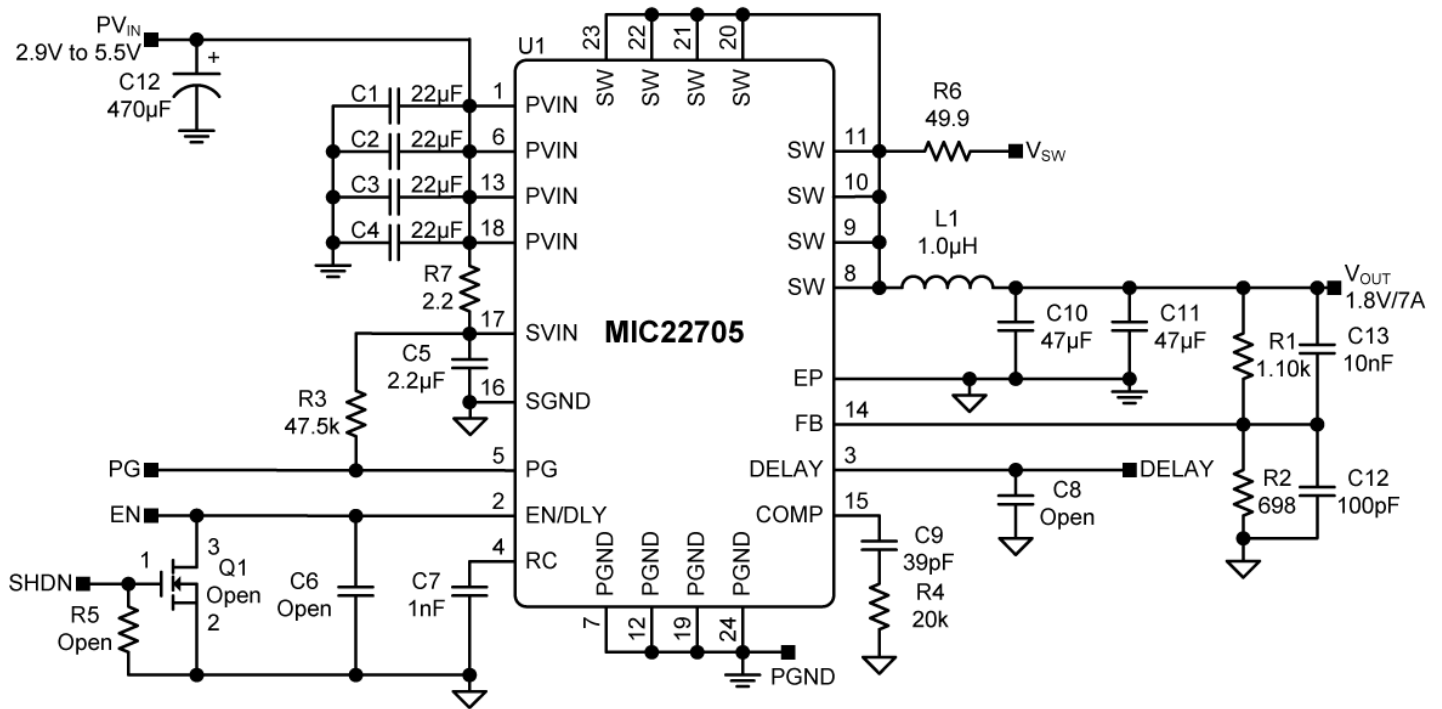 PVIN
2.9V to 5.5V
C12
470µF
+
U1
23
22
21
20
SW
SW
SW
SW
C1
22µF
1
PVIN
C2
22µF
6
PVIN
C3
22µF
13
PVIN
C4
22µF
18
PVIN
R7
2.2
17
SVIN
C5
2.2µF
16
SGND
R3
47.5k
PG
5
PG
EN
2
EN/DLY
4
RC
SHDN
1
3
Q1
Open
2
R5
Open
C6
Open
C7
1nF
MIC22705
SW
11
SW
10
SW
9
SW
8
R6
49.9
VSW
L1
1.0µH
VOUT
1.8V/7A
C10
47µF
C11
47µF
R1
1.10k
C13
10nF
EP
FB
14
DELAY
3
DELAY
C8
Open
R2
698
C12
100pF
COMP
15
C9
39pF
R4
20k
PGND
PGND
PGND
PGND
7
12
19
24
PGND